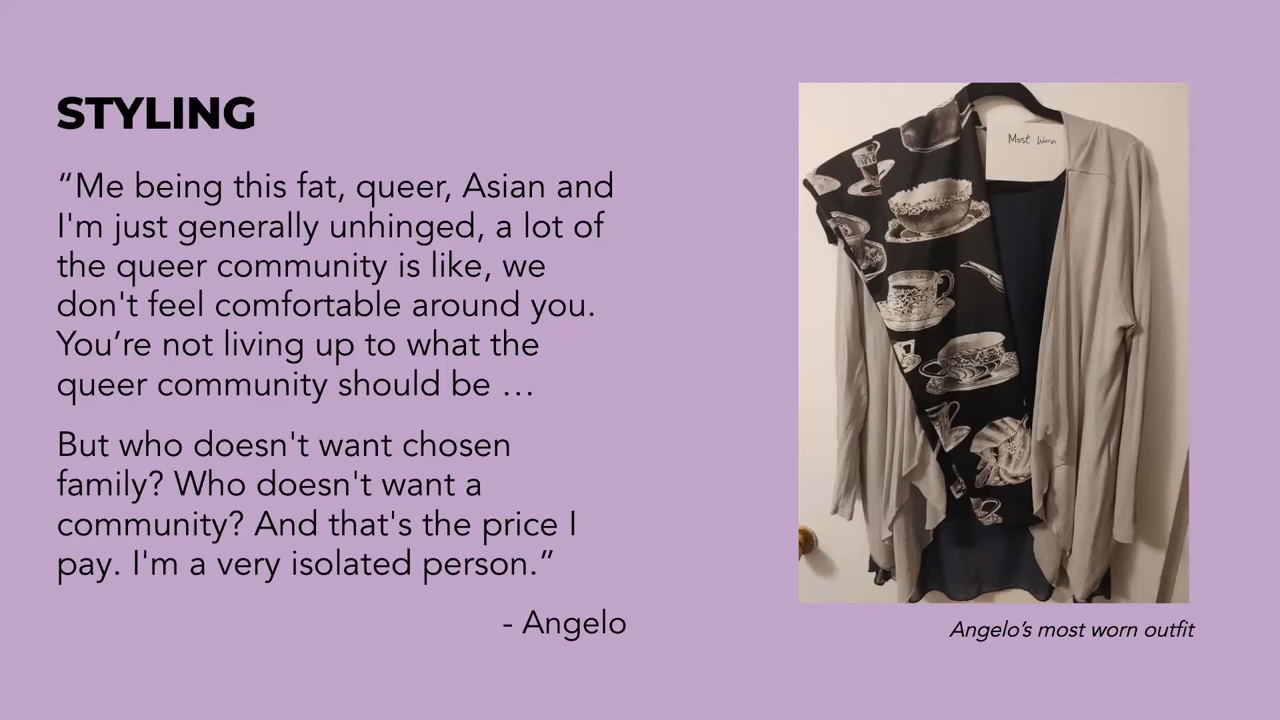 STYLING
“Me being this fat, queer, Asian and
I'm just generally unhinged, a lot of
the queer community is like, we
don't feel comfortable around you.
You’re not living up to what the
queer community should be …
But who doesn't want chosen
family? Who doesn't want a
community? And that's the price I
pay. I'm a very isolated person.”
- Angelo
Most Worn
Angelo’s most worn outfit